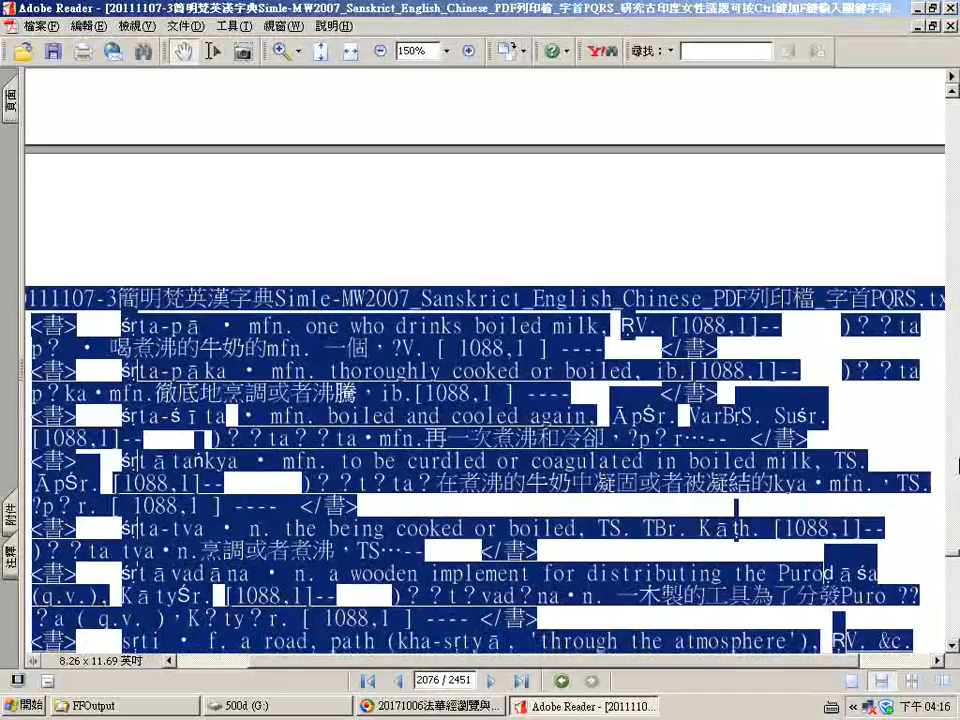 Adobe Reader - [20111107-3簡明梵英漢字典Simle-MW2007_Sanskrict_English_Chinese_PDF列印檔_字首PQRS_研究古印度女性議題可按Ctrl鍵加F鍵輸入關鍵字詞
檔案(F) 編輯(E) 檢視(V) 文件(D) 工具(T) 視窗(W) 說明(H)
150% Y! 尋找:
頁面
附件
註釋
111107-3簡明梵英漢字典Simle-MW2007_Sanskrict_English_Chinese_PDF列印檔_字首PQRS.tx
<書> śṛta-pā • mfn. one who drinks boiled milk, ṚV. [1088,1]-- )??ta
p? • 喝煮沸的牛奶的mfn. 一個，?V. [ 1088,1 ] ---- </書>
<書> śṛta-pāka • mfn. thoroughly cooked or boiled, ib.[1088,1]-- )??ta
p?ka•mfn.徹底地烹調或者沸騰，ib.[1088,1 ] ---- </書>
<書> śṛta-śīta • mfn. boiled and cooled again, ĀpŚr. VarBṛS. Suśr.
[1088,1]-- )??ta??ta•mfn.再一次煮沸和冷卻，?p?r…-- </書>
<書> śṛtātaṅkya • mfn. to be curdled or coagulated in boiled milk, TS.
ĀpŚr. [1088,1]-- )??t?ta?在煮沸的牛奶中凝固或者被凝結的kya•mfn.，TS.
?p?r. [ 1088,1 ] ---- </書>
<書> śṛta-tva • n. the being cooked or boiled, TS. TBr. Kāṭh. [1088,1]--
)??ta tva•n.烹調或者煮沸，TS…-- </書>
<書> śṛtāvadāna • n. a wooden implement for distributing the Puroḍāśa
(q.v.), KātyŚr. [1088,1]-- )??t?vad?na•n. 一木製的工具為了分發Puro ??
?a ( q.v. )，K?ty?r. [ 1088,1 ] ---- </書>
<書> sṛti • f. a road, path (kha-sṛtyā, 'through the atmosphere'), ṚV. &c.
8.26 x 11.69 英吋
2076 / 2451
開始 FFOutput 500d (G:) 20171006法華經瀏覽與... Adobe Reader - [2011110... 下午 04:16